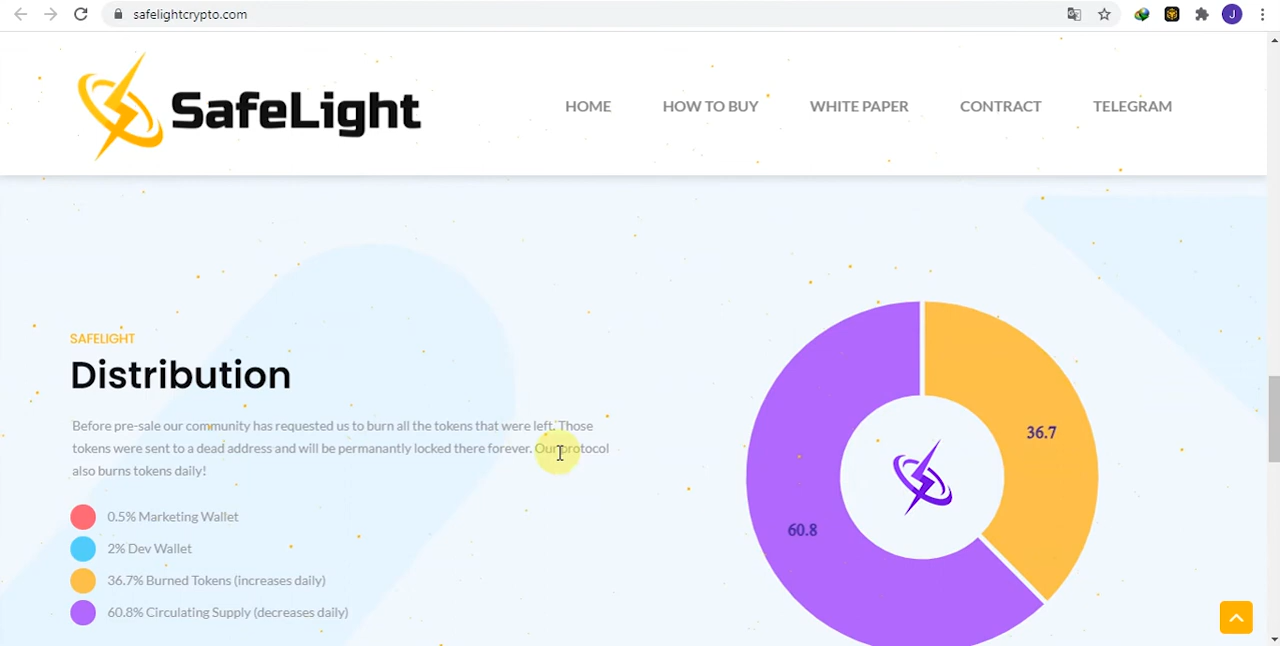 safelightcrypto.com
J
SafeLight
HOME
HOW TO BUY
WHITE PAPER
CONTRACT
TELEGRAM
SAFELIGHT
Distribution
Before pre-sale our community has requested us to burn all the tokens that were left. Those
tokens were sent to a dead address and will be permanantly locked there forever. Our protocol
also burns tokens daily!
0.5% Marketing Wallet
2% Dev Wallet
36.7% Burned Tokens (increases daily)
60.8% Circulating Supply (decreases daily)
36.7
60.8